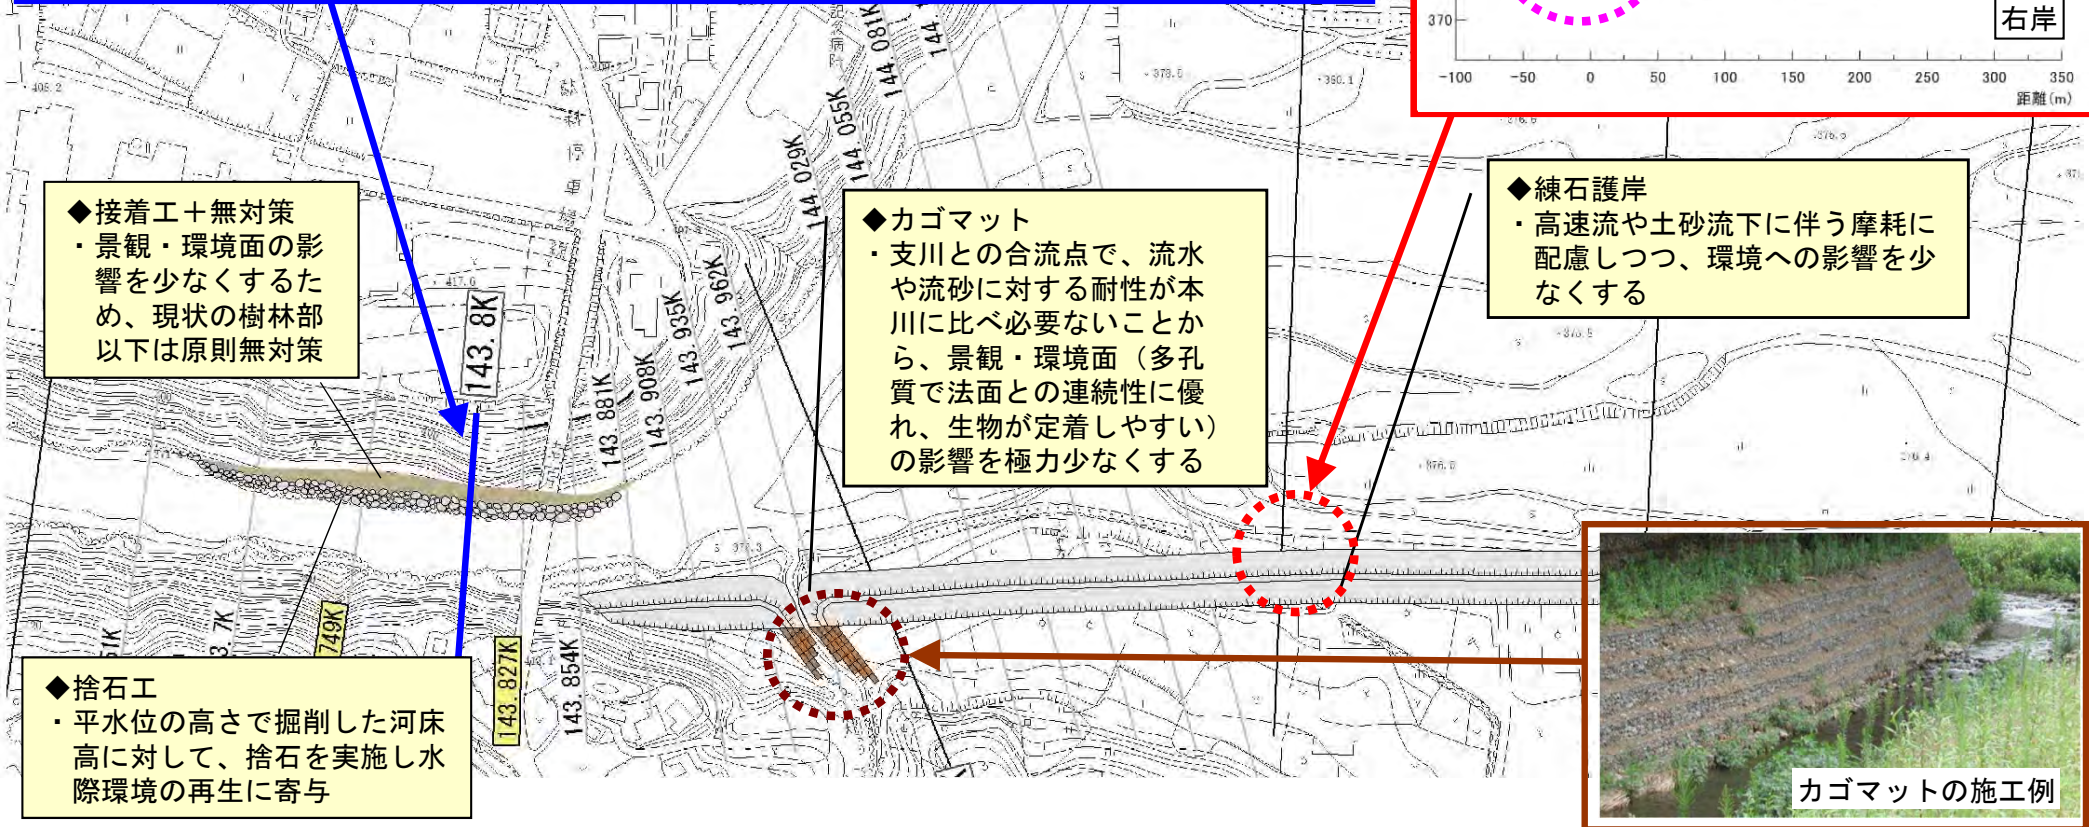 370
右岸
-100 -50 0 50 100 150 200 250 300 350
距離(m)
◆接着工＋無対策
・景観・環境面の影
響を少なくするた
め、現状の樹林部
以下は原則無対策
◆カゴマット
・支川との合流点で、流水
や流砂に対する耐性が本
川に比べ必要ないことか
ら、景観・環境面（多孔
質で法面との連続性に優
れ、生物が定着しやすい）
の影響を極力少なくする
◆練石護岸
・高速流や土砂流下に伴う摩耗に
配慮しつつ、環境への影響を少
なくする
144.081K
144.055K
144.029K
143.962K
143.935K
143.908K
143.881K
143.8K
143.854K
143.827K
749K
3.7K
51K
417.6
376.4
◆捨石工
・平水位の高さで掘削した河床
高に対して、捨石を実施し水
際環境の再生に寄与
カゴマットの施工例